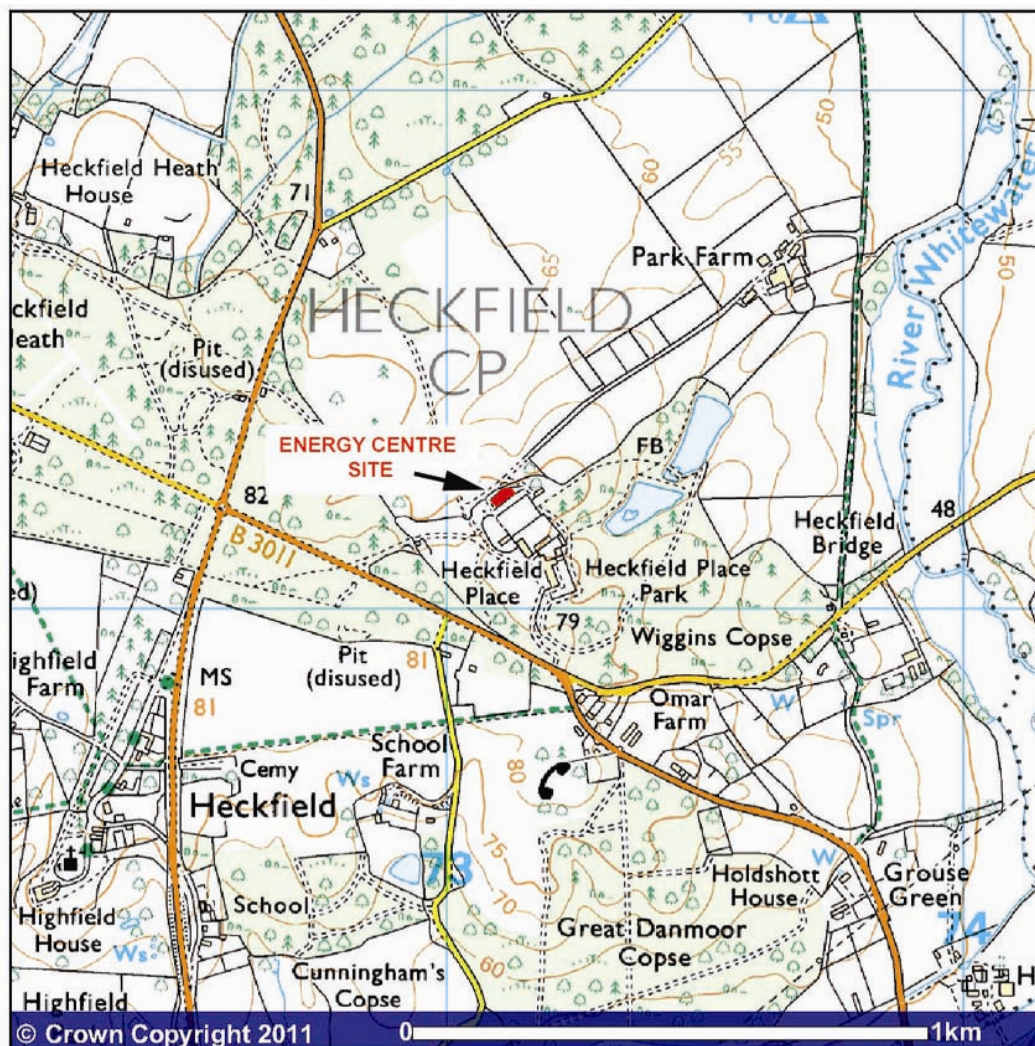 Heckfield Heath
House
71
50
50
55
60
65
Park Farm
River Whitewater
50
HECKFIELD
CP
ckfield
eath
Pit
(disused)
ENERGY CENTRE
SITE
FB
82
B 3011
48
Heckfield
Bridge
Heckfield
Place
Heckfield Place
Park
79
Wiggins Copse
ed)
ighfield
Farm
MS
81
Pit
(disused)
81
Omar
Farm
W
Spr
School
Farm
Cemy
Ws
80
Heckfield
73
75
70
W
Holdshott
House
Grouse
Green
74
School
Highfield
House
Ws
Great Danmoor
Copse
Cunningham's
Copse
60
H
Highfield
© Crown Copyright 2011
0
1km